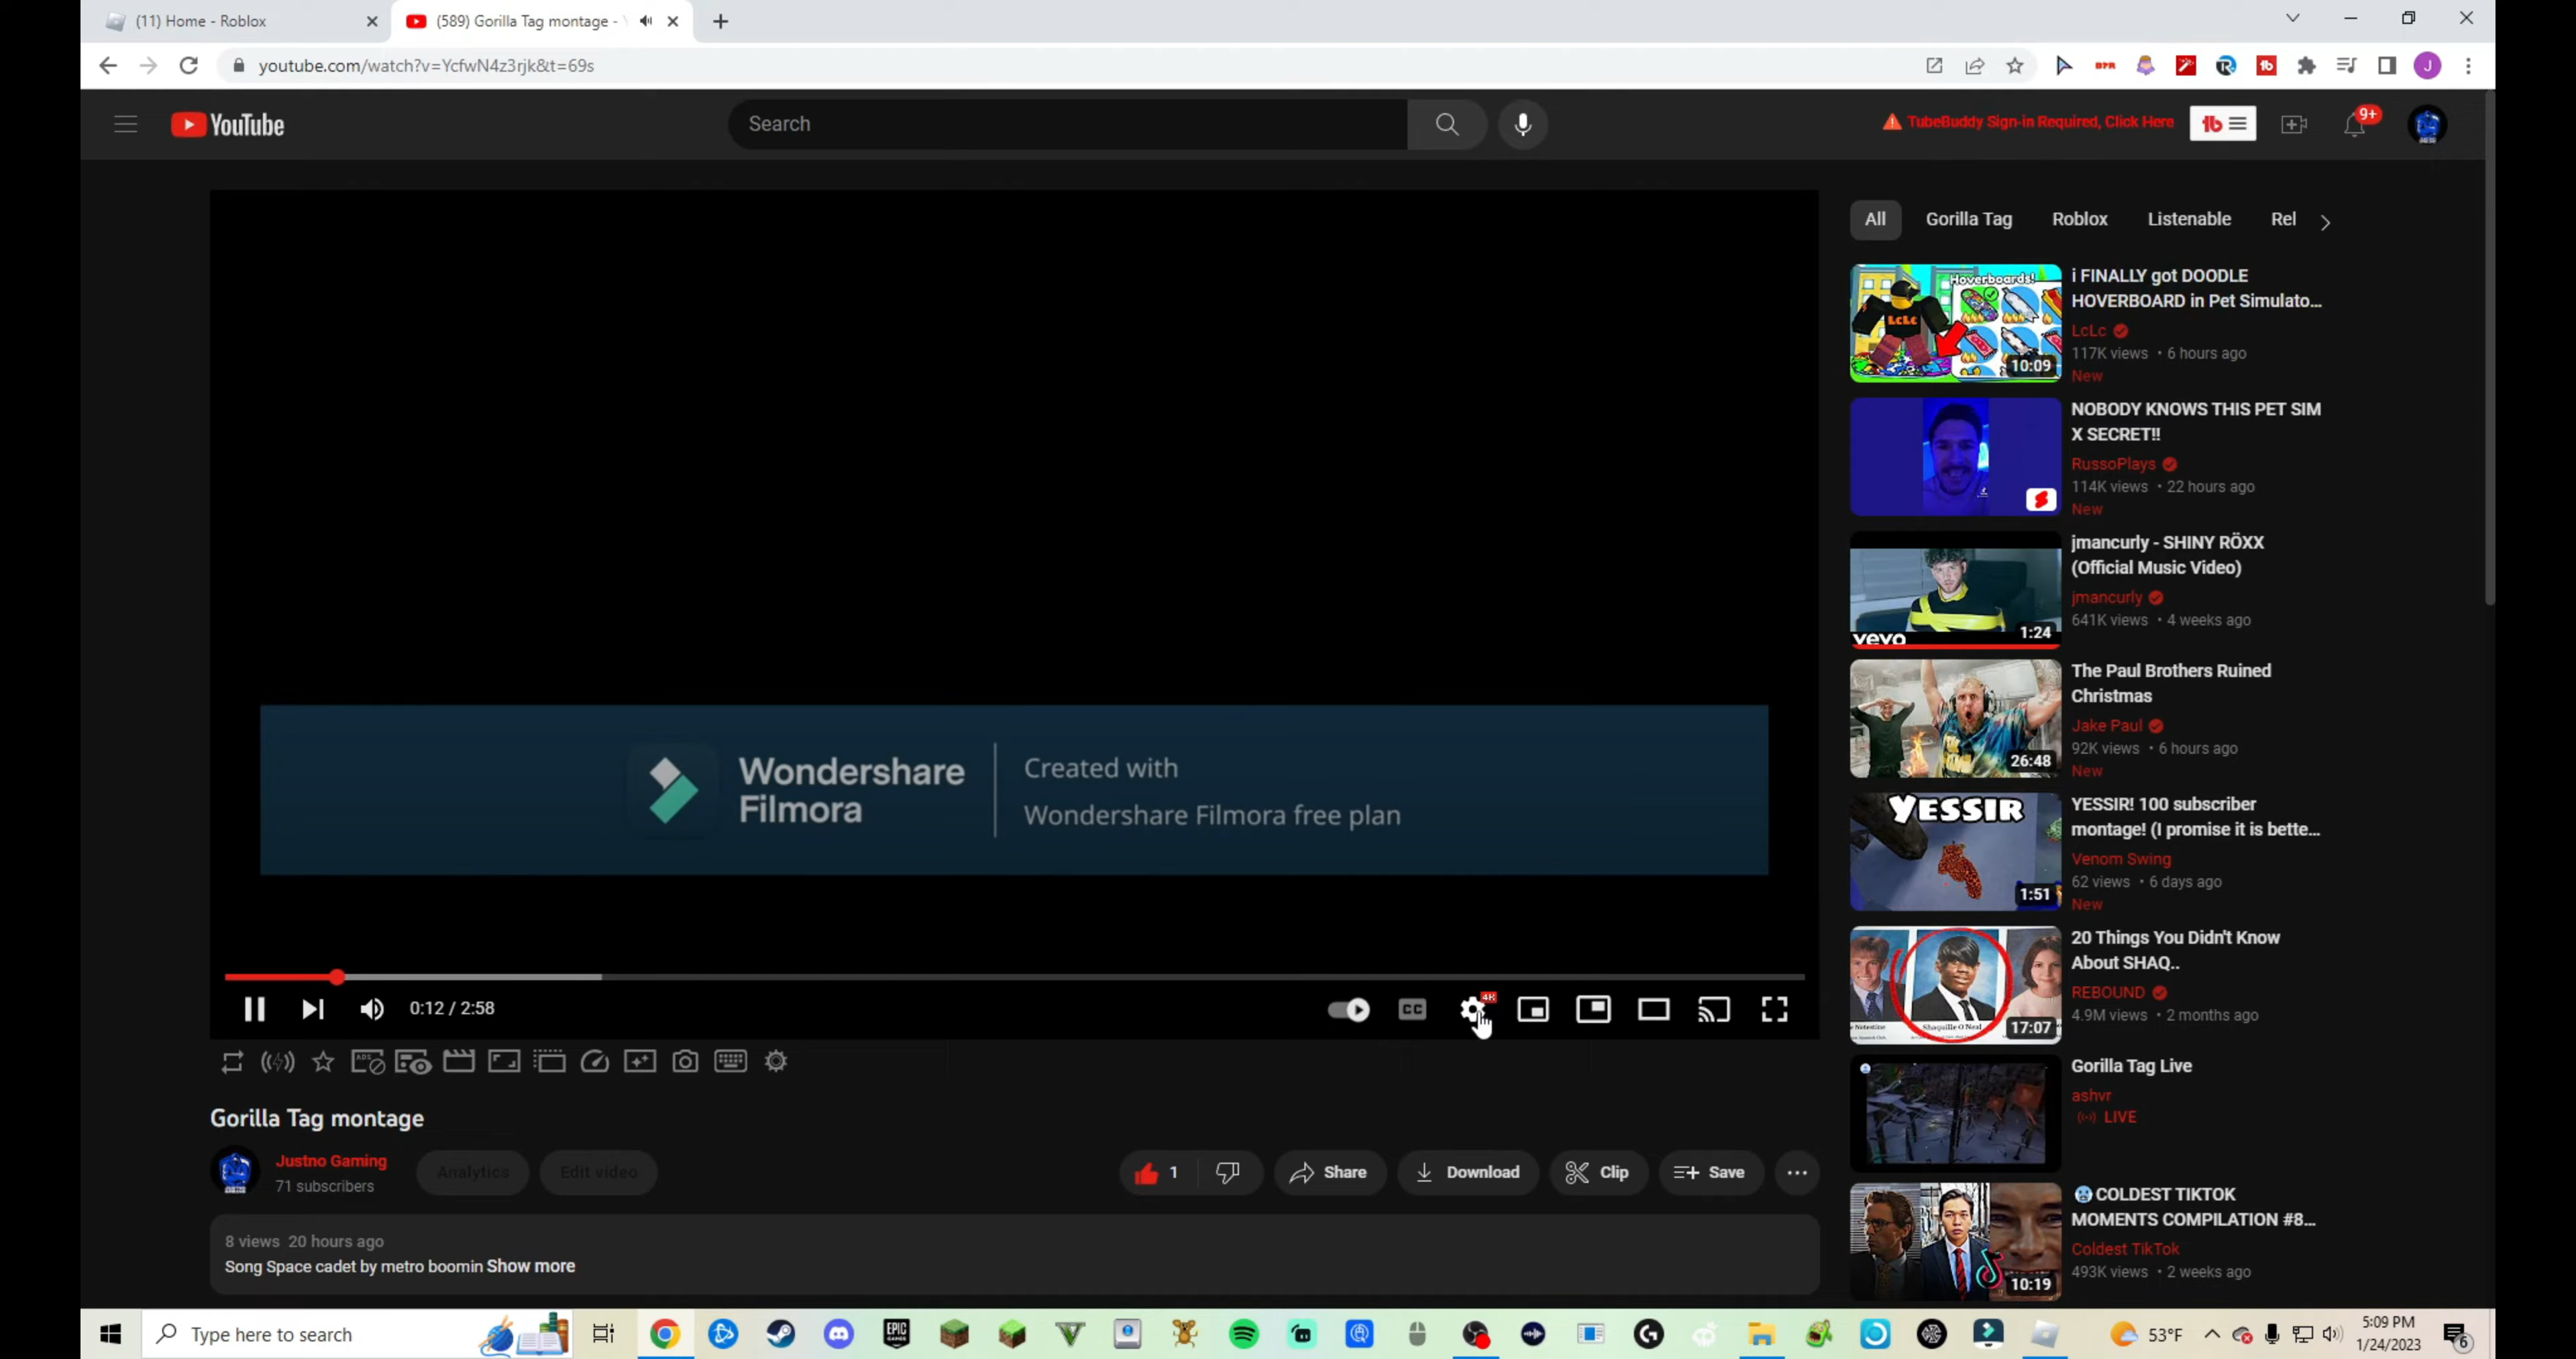 (11) Home - Roblox
(589) Gorilla Tag montage -
youtube.com/watch?v=YcfwN4z3rjk&t=69s
J
YouTube
Search
TubeBuddy Sign-in Required, Click Here
9+
Wondershare
Filmora
Created with
Wondershare Filmora free plan
0:12 / 2:58
CC
4K
Gorilla Tag montage
Justno Gaming
71 subscribers
Analytics
Edit video
1
Share
Download
Clip
Save
8 views 20 hours ago
Song Space cadet by metro boomin Show more
All
Gorilla Tag
Roblox
Listenable
Rel
Hoverboards!
LcLc
10:09
i FINALLY got DOODLE
HOVERBOARD in Pet Simulato...
LcLc
117K views • 6 hours ago
New
NOBODY KNOWS THIS PET SIM
X SECRET!!
RussoPlays
114K views • 22 hours ago
New
vevo
1:24
jmancurly - SHINY RÖXX
(Official Music Video)
jmancurly
641K views • 4 weeks ago
26:48
The Paul Brothers Ruined
Christmas
Jake Paul
92K views • 6 hours ago
New
YESSIR
1:51
YESSIR! 100 subscriber
montage! (I promise it is bette...
Venom Swing
62 views • 6 days ago
New
Shaquille O'Neal
17:07
20 Things You Didn't Know
About SHAQ..
REBOUND
4.9M views • 2 months ago
Gorilla Tag Live
ashvr
LIVE
10:19
COLDEST TIKTOK
MOMENTS COMPILATION #8...
Coldest TikTok
493K views • 2 weeks ago
Type here to search
EPIC
GAMES
53°F
5:09 PM
1/24/2023
6